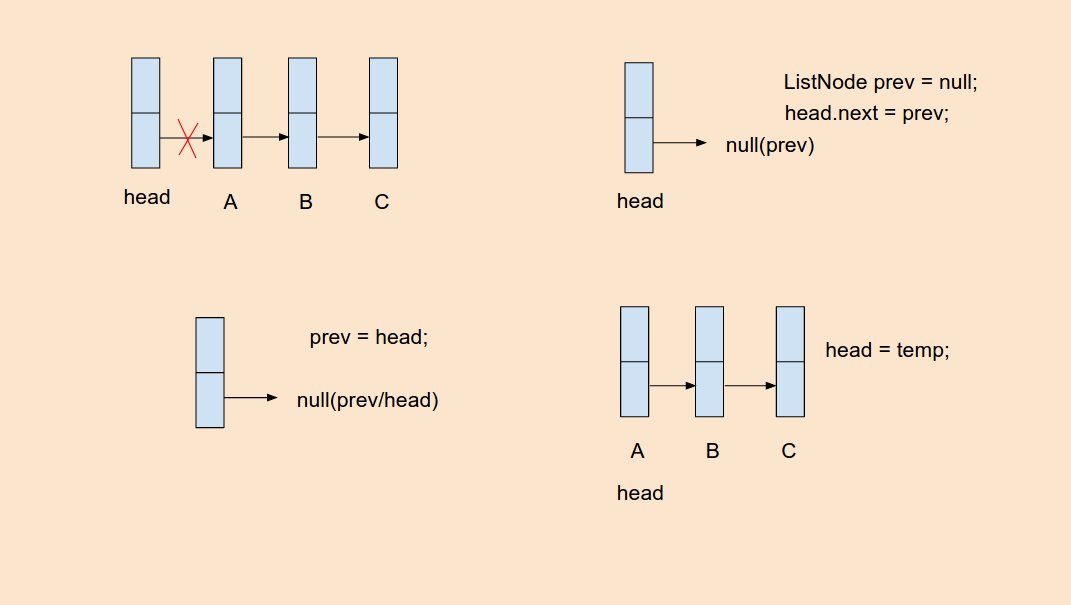 head
A
B
C
ListNode prev = null;
head.next = prev;
null(prev)
head
prev = head;
null(prev/head)
head = temp;
A
B
C
head